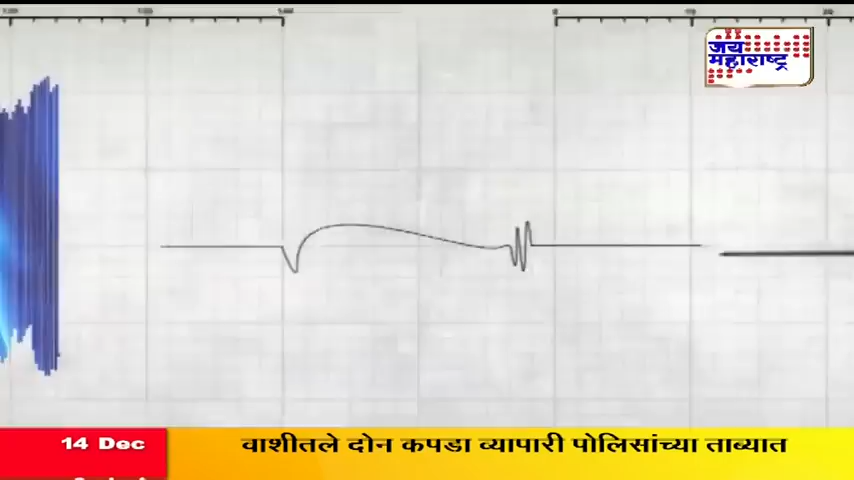 जय
महाराष्ट्र
14 Dec
वाशीतले दोन कपडा व्यापारी पोलिसांच्या ताब्यात